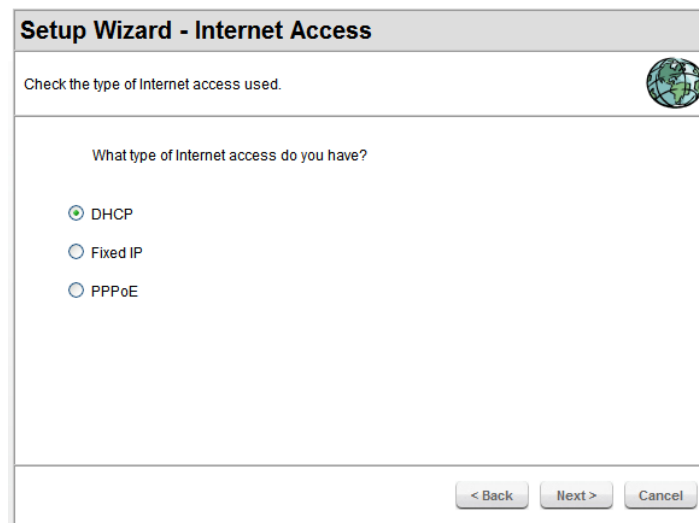 Setup Wizard - Internet Access
Check the type of Internet access used.
What type of Internet access do you have?
DHCP
Fixed IP
PPPoE
< Back Next > Cancel